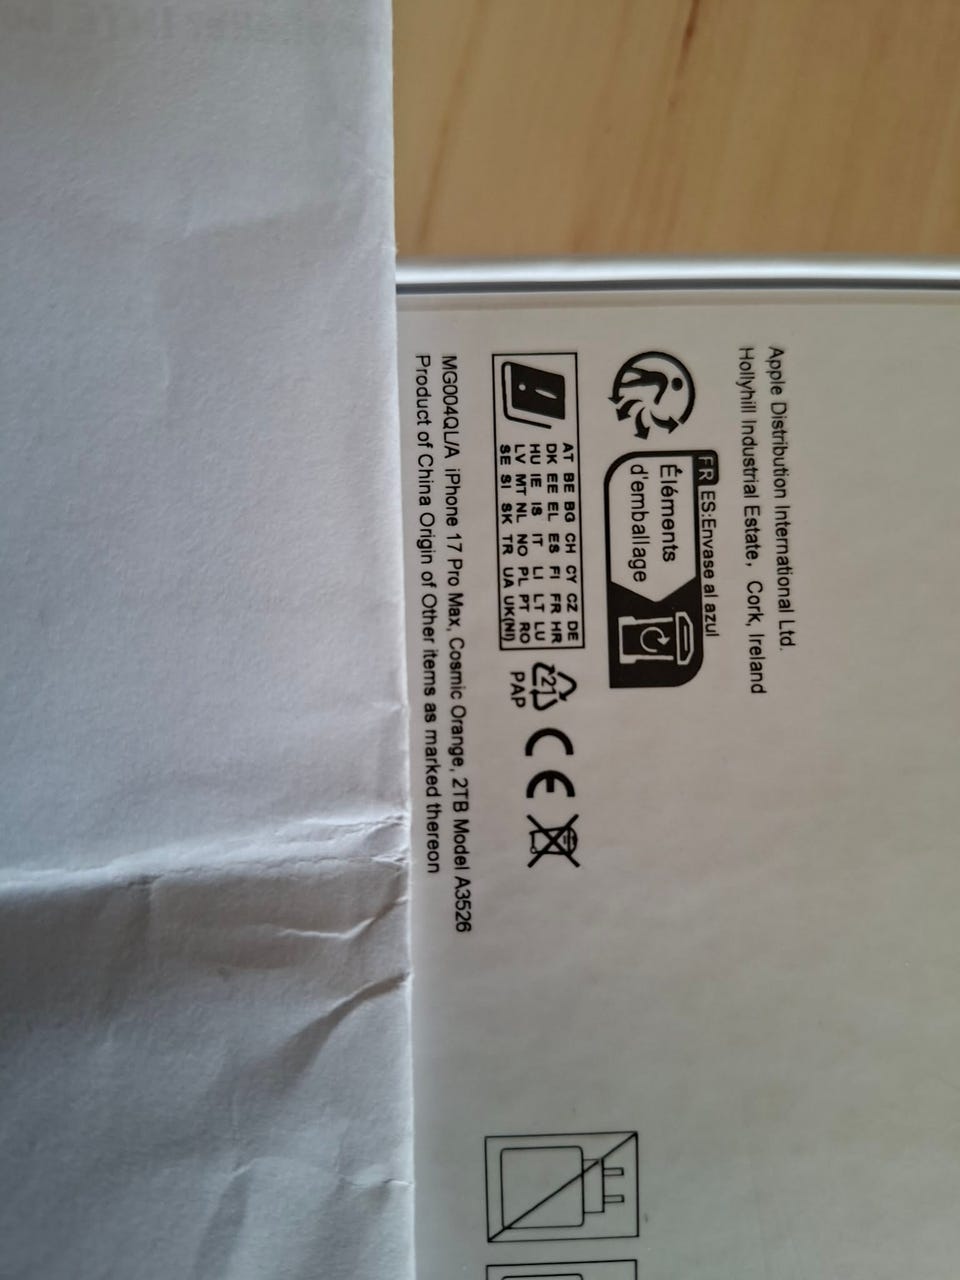 Apple Distribution International Ltd.
Hollyhill Industrial Estate, Cork, Ireland
FR ES:Envase al azul
Éléments
d'emballage
AT BE BG CH CY CZ DE
DK EE EL ES FI FR HR
HU IE IS IT LI LT LU
LV MT NL NO PL PT RO
SE SI SK TR UA UK(NI)
21
PAP
CE
MG004QL/A iPhone 17 Pro Max, Cosmic Orange, 2TB Model A3526
Product of China Origin of Other items as marked thereon